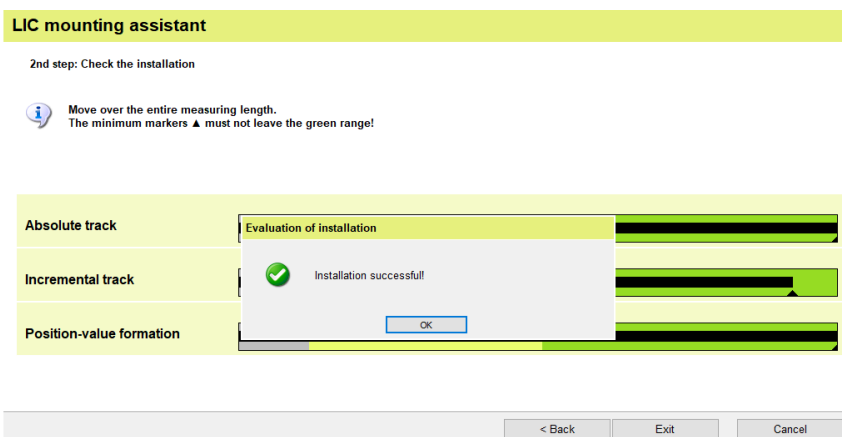 LIC mounting assistant
2nd step: Check the installation
Move over the entire measuring length.
The minimum markers ▲ must not leave the green range!
Absolute track
Evaluation of installation
Installation successful!
Incremental track
OK
Position-value formation
< Back
Exit
Cancel